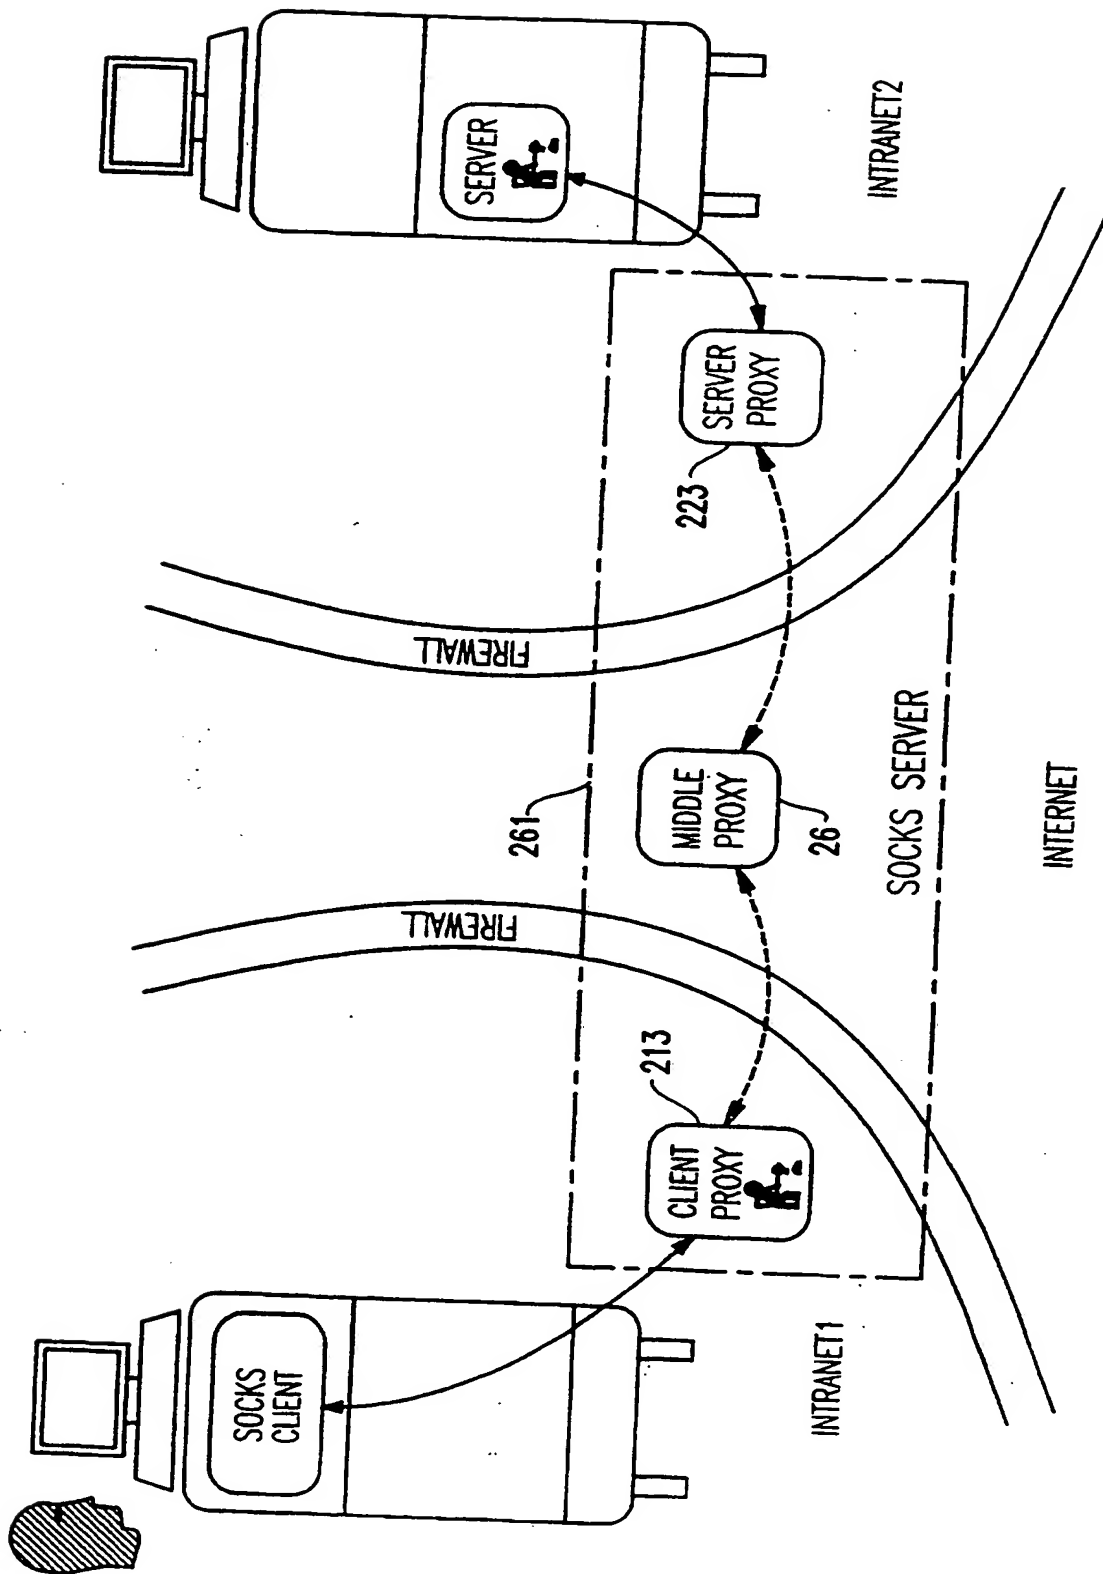 SOCKS
CLIENT
INTRANET1
CLIENT
PROXY
213
FIREWALL
261
MIDDLE
PROXY
26
SOCKS SERVER
INTERNET
FIREWALL
223
SERVER
PROXY
SERVER
INTRANET2